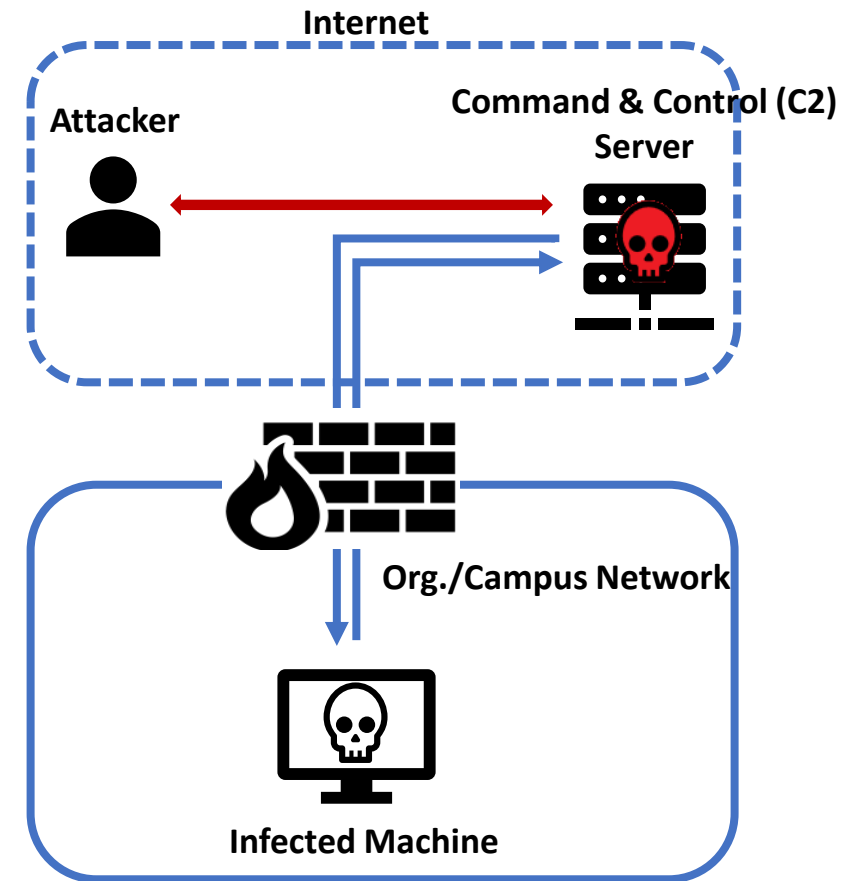 Internet
Attacker
Command & Control (C2)
Server
Org./Campus Network
Infected Machine